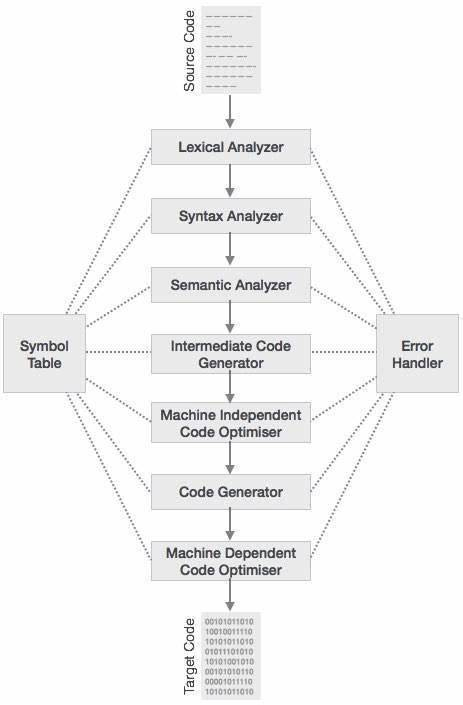 Source Code
Lexical Analyzer
Syntax Analyzer
Semantic Analyzer
Symbol
Table
Intermediate Code
Generator
Error
Handler
Machine Independent
Code Optimiser
Code Generator
Machine Dependent
Code Optimiser
Target Code
00101011010
10010011110
10101011010
01011101010
10101001010
00101010110
00001011110
10101011010